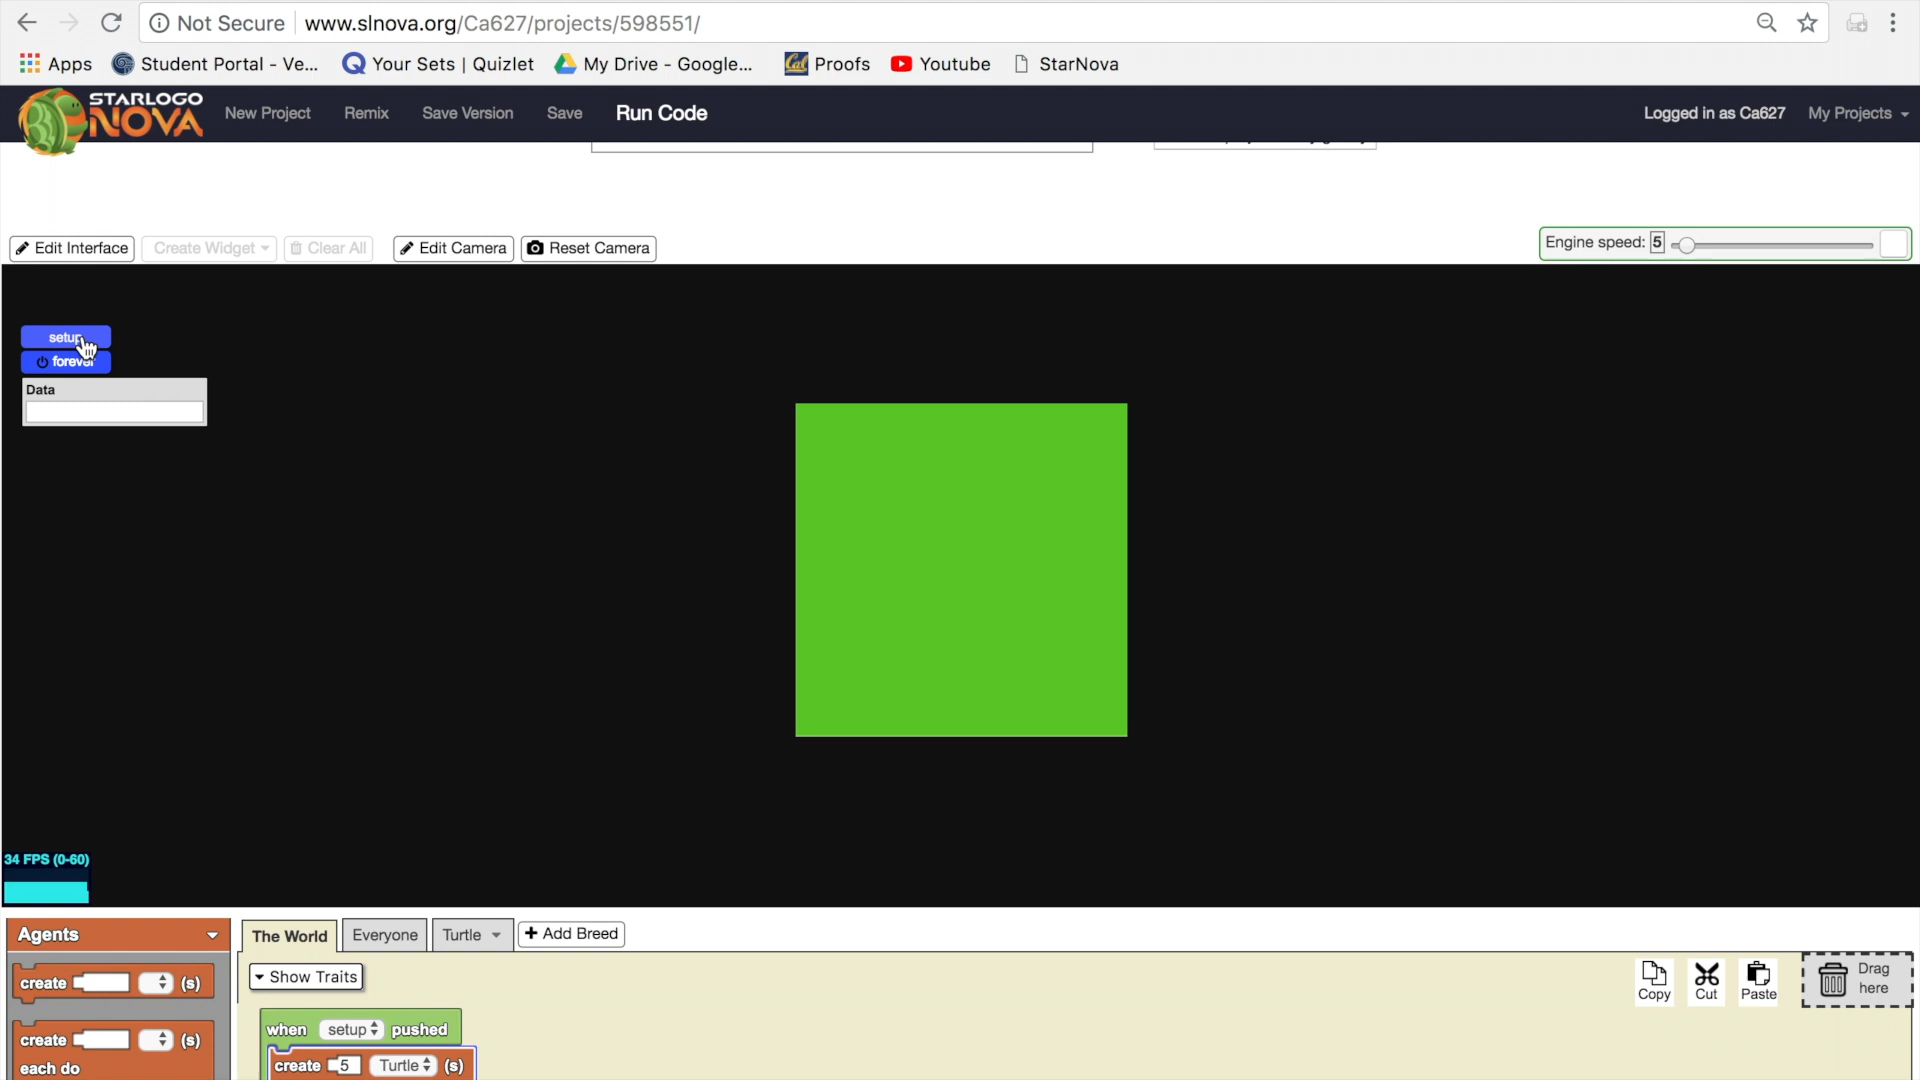 Not Secure www.slnova.org/Ca627/projects/598551/
Apps Student Portal - Ve... Your Sets | Quizlet My Drive - Google... Cal Proofs Youtube StarNova
STARLOGO NOVA New Project Remix Save Version Save Run Code Logged in as Ca627 My Projects
Edit Interface Create Widget Clear All Edit Camera Reset Camera Engine speed: 5
setup
forever
Data
34 FPS (0-60)
Agents The World Everyone Turtle + Add Breed
Show Traits
create (s)
Copy Cut Paste Drag here
when setup pushed
create (s)
each do
create 5 Turtle (s)